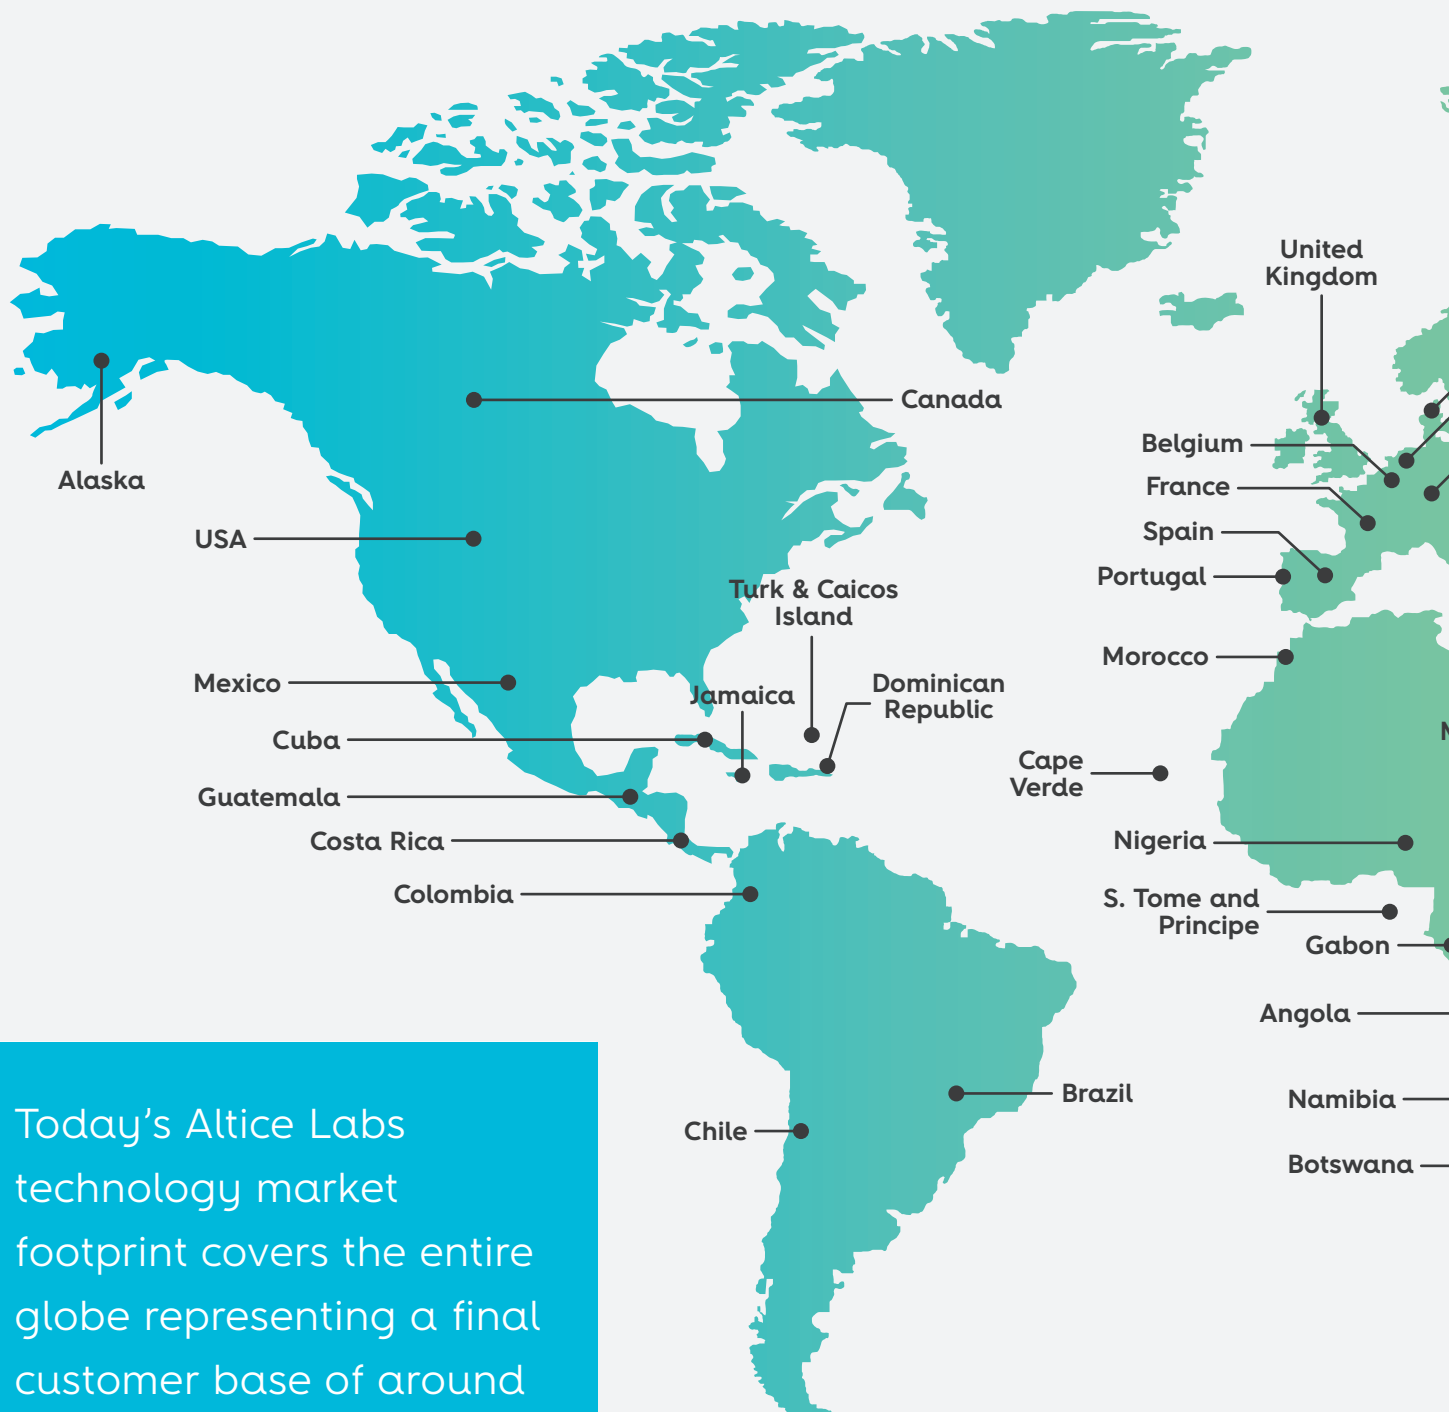 United
Kingdom
Canada
Belgium
Alaska
France
Spain
USA
Portugal
Turk & Caicos
Island
Morocco
Mexico
Jamaica
Dominican
Republic
Cuba
Cape
Verde
Guatemala
Costa Rica
Nigeria
Colombia
S. Tome and
Principe
Gabon
Angola
Brazil
Namibia
Chile
Botswana
Today's Altice Labs
technology market
footprint covers the entire
globe representing a final
customer base of around